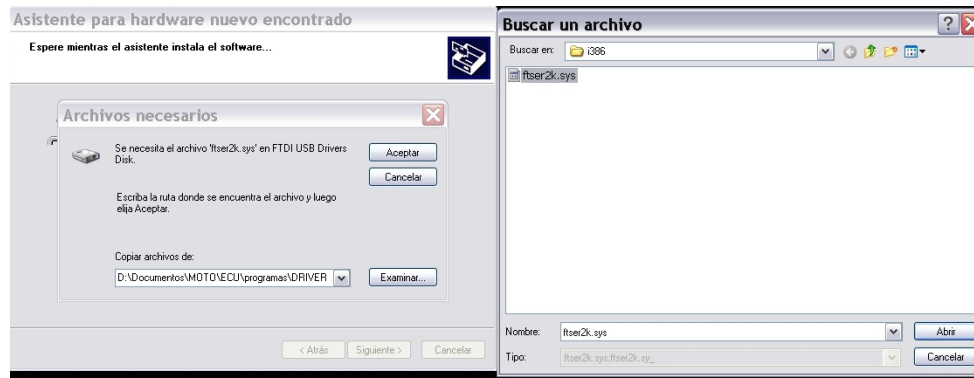 Asistente para hardware nuevo encontrado
Espere mientras el asistente instala el software...
Archivos necesarios
Se necesita el archivo 'ftser2k.sys' en FTDI USB Drivers
Disk.
Aceptar
Cancelar
Escriba la ruta donde se encuentra el archivo y luego
elija Aceptar.
Copiar archivos de:
D:\Documentos\MOTO\ECU\programas\DRIVER
Examinar...
< Atrás
Siguiente >
Cancelar
Buscar un archivo
Buscar en:
i386
ftser2k.sys
Nombre:
ftser2k.sys
Abrir
Tipo:
ftser2k.sys;ftser2k.sy_
Cancelar